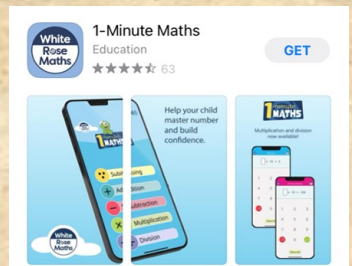 White
Rose
Maths
1-Minute Maths
Education
63
GET
1-minute
MATHS
Subitising
Addition
Subtraction
Multiplication
Division
White
Rose
Maths
Help your child
master number
and build
confidence.
1-minute
MATHS
Multiplication and division
now available!